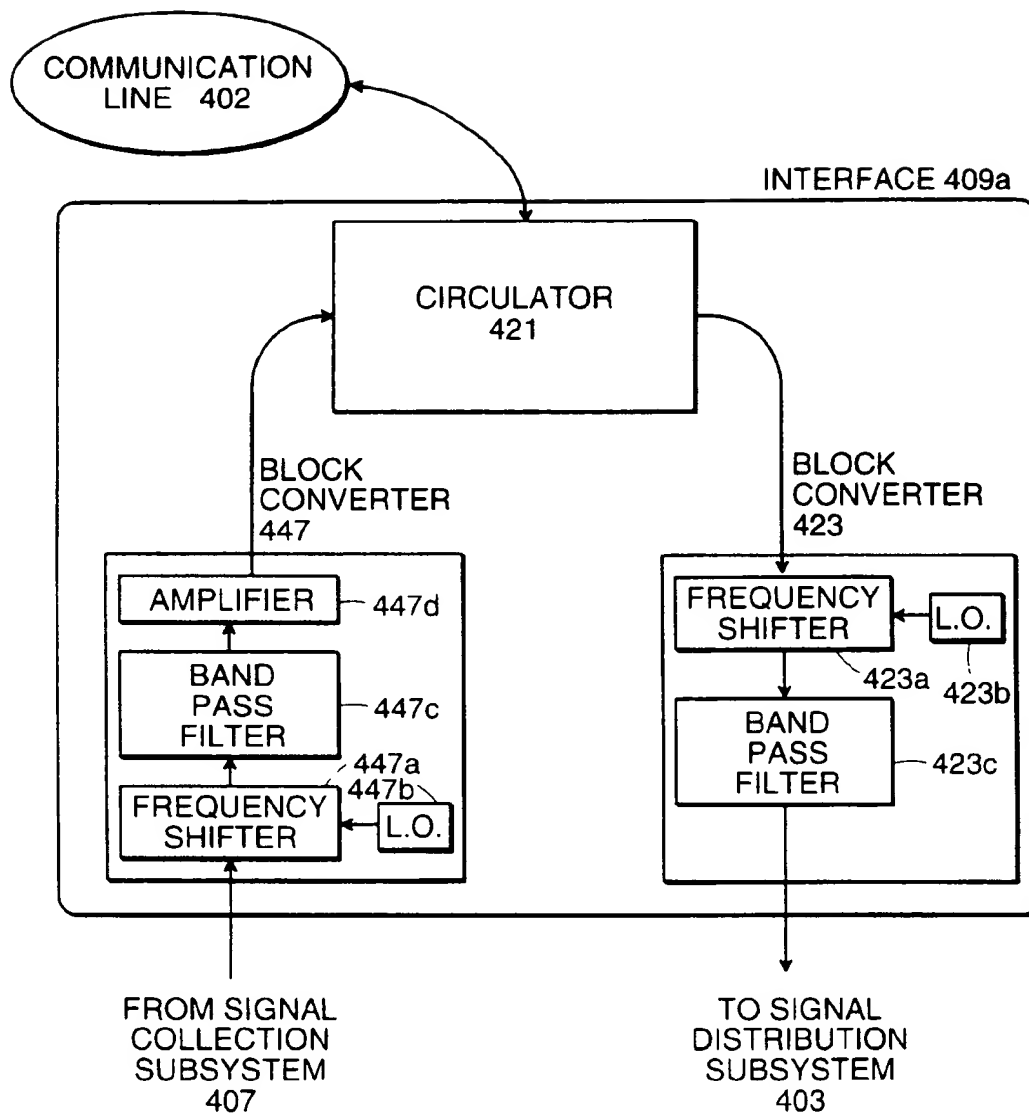 COMMUNICATION
LINE 402
INTERFACE 409a
CIRCULATOR
421
BLOCK
CONVERTER
447
BLOCK
CONVERTER
423
AMPLIFIER
447d
BAND
PASS
FILTER
447c
447a
447b
FREQUENCY
SHIFTER
L.O.
FREQUENCY
SHIFTER
L.O.
423a
423b
BAND
PASS
FILTER
423c
FROM SIGNAL
COLLECTION
SUBSYSTEM
407
TO SIGNAL
DISTRIBUTION
SUBSYSTEM
403